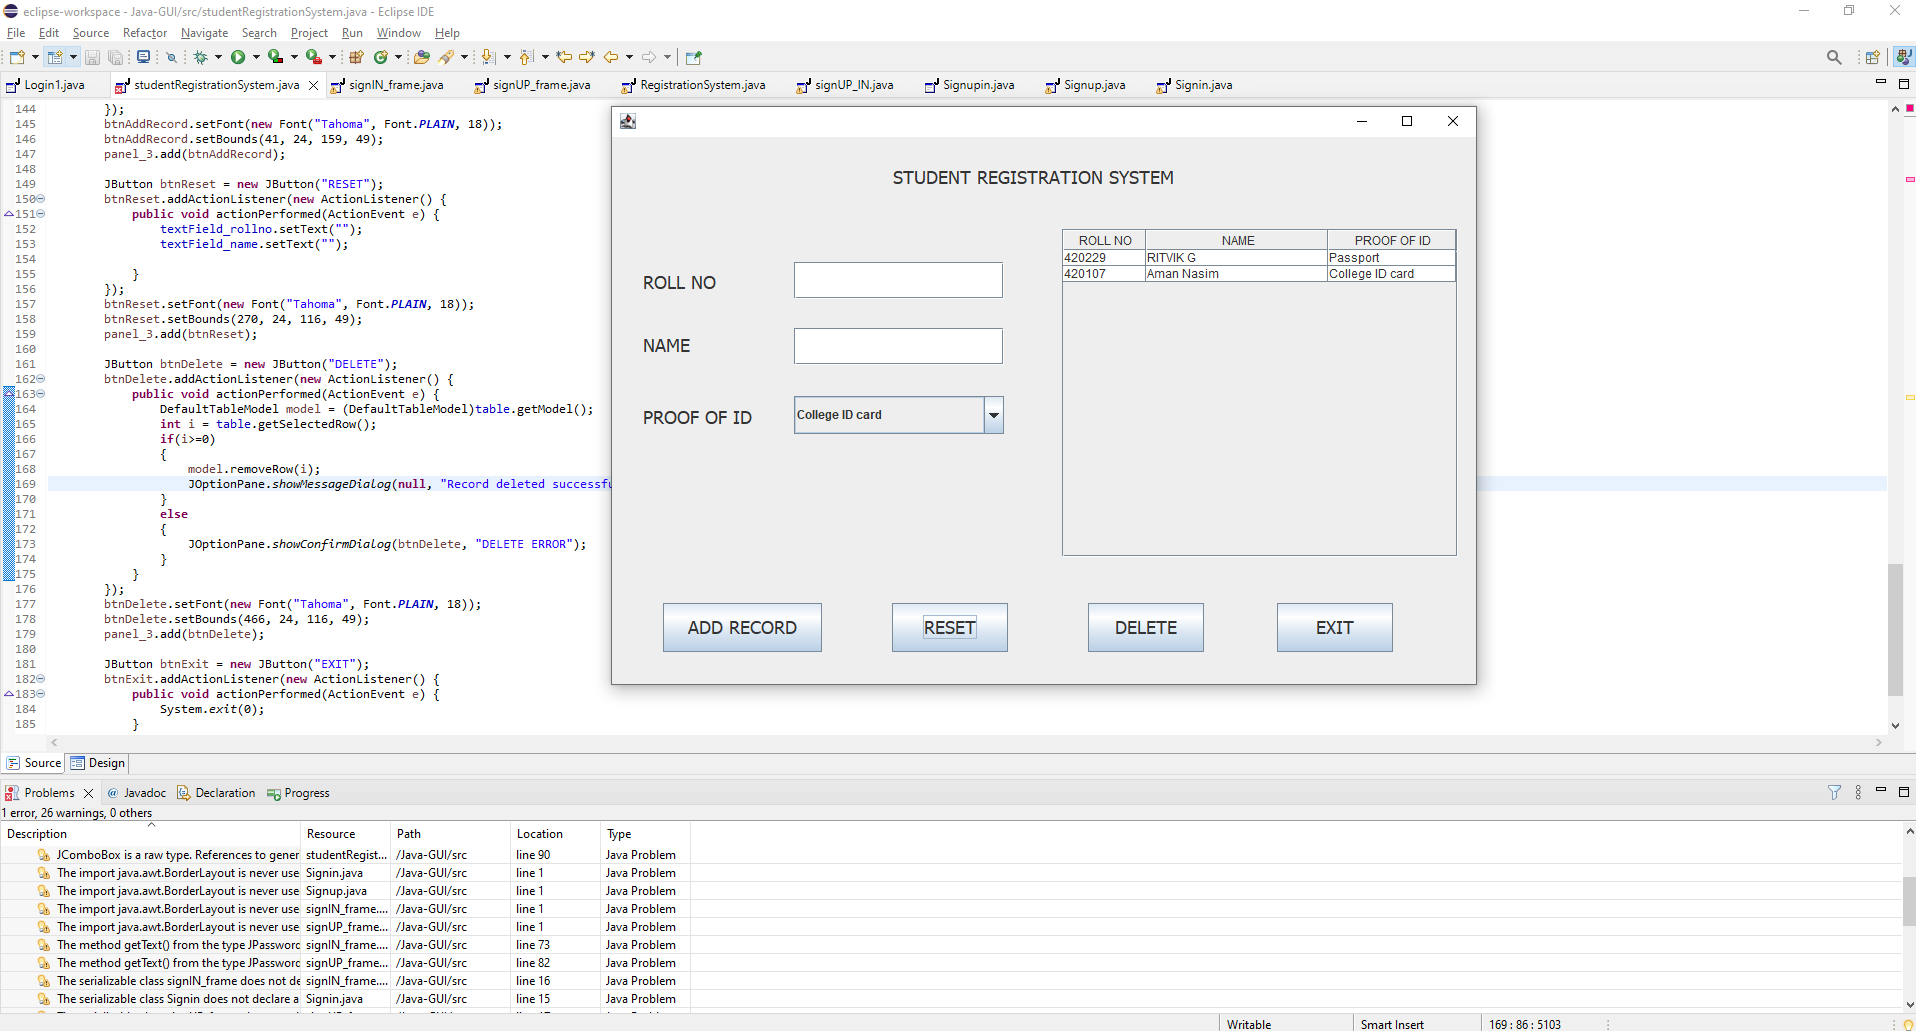 eclipse-workspace - Java-GUI/src/studentRegistrationSystem.java - Eclipse IDE
File Edit Source Refactor Navigate Search Project Run Window Help
Login1.java studentRegistrationSystem.java signIN_frame.java signUP_frame.java RegistrationSystem.java signUP_IN.java Signupin.java Signup.java Signin.java
144 });
145 btnAddRecord.setFont(new Font("Tahoma", Font.PLAIN, 18));
146 btnAddRecord.setBounds(41, 24, 159, 49);
147 panel_3.add(btnAddRecord);
148
149 JButton btnReset = new JButton("RESET");
150 btnReset.addActionListener(new ActionListener() {
151 public void actionPerformed(ActionEvent e) {
152 textField_rollno.setText("");
153 textField_name.setText("");
154
155 }
156 });
157 btnReset.setFont(new Font("Tahoma", Font.PLAIN, 18));
158 btnReset.setBounds(270, 24, 116, 49);
159 panel_3.add(btnReset);
160
161 JButton btnDelete = new JButton("DELETE");
162 btnDelete.addActionListener(new ActionListener() {
163 public void actionPerformed(ActionEvent e) {
164 DefaultTableModel model = (DefaultTableModel)table.getModel();
165 int i = table.getSelectedRow();
166 if(i>=0)
167 {
168 model.removeRow(i);
169 JOptionPane.showMessageDialog(null, "Record deleted successfu
170 }
171 else
172 {
173 JOptionPane.showConfirmDialog(btnDelete, "DELETE ERROR");
174 }
175 }
176 });
177 btnDelete.setFont(new Font("Tahoma", Font.PLAIN, 18));
178 btnDelete.setBounds(466, 24, 116, 49);
179 panel_3.add(btnDelete);
180
181 JButton btnExit = new JButton("EXIT");
182 btnExit.addActionListener(new ActionListener() {
183 public void actionPerformed(ActionEvent e) {
184 System.exit(0);
185 }
STUDENT REGISTRATION SYSTEM
ROLL NO
NAME
PROOF OF ID College ID card
ROLL NO NAME PROOF OF ID
420229 RITVIK G Passport
420107 Aman Nasim College ID card
ADD RECORD RESET DELETE EXIT
Source Design
Problems @ Javadoc Declaration Progress
1 error, 26 warnings, 0 others
Description Resource Path Location Type
JComboBox is a raw type. References to gener studentRegist... /Java-GUI/src line 90 Java Problem
The import java.awt.BorderLayout is never use Signin.java /Java-GUI/src line 1 Java Problem
The import java.awt.BorderLayout is never use Signup.java /Java-GUI/src line 1 Java Problem
The import java.awt.BorderLayout is never use signIN_frame.... /Java-GUI/src line 1 Java Problem
The import java.awt.BorderLayout is never use signUP_frame... /Java-GUI/src line 1 Java Problem
The method getText() from the type JPassword signIN_frame.... /Java-GUI/src line 73 Java Problem
The method getText() from the type JPassword signUP_frame... /Java-GUI/src line 82 Java Problem
The serializable class signIN_frame does not de signIN_frame.... /Java-GUI/src line 16 Java Problem
The serializable class Signin does not declare a Signin.java /Java-GUI/src line 15 Java Problem
Writable Smart Insert 169 : 86 : 5103